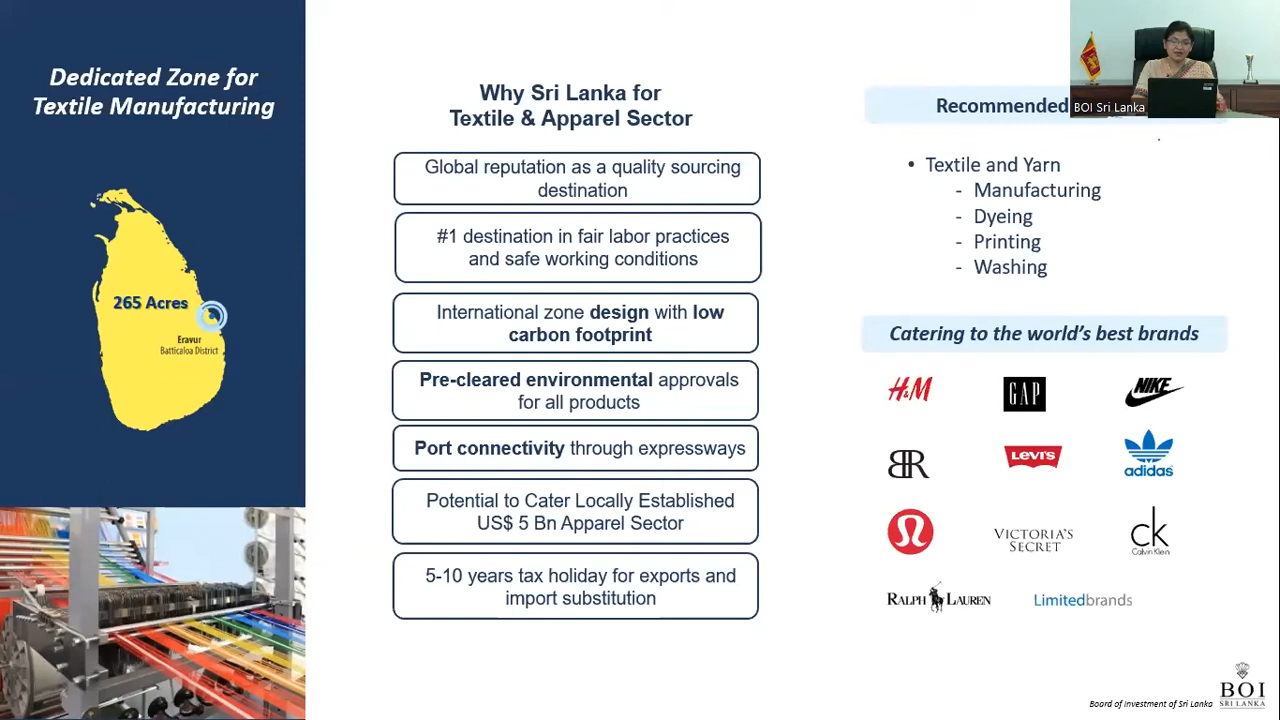 Dedicated Zone for
Textile Manufacturing
265 Acres
Eravur
Batticaloa District
Why Sri Lanka for
Textile & Apparel Sector
Global reputation as a quality sourcing
destination
#1 destination in fair labor practices
and safe working conditions
International zone design with low
carbon footprint
Pre-cleared environmental approvals
for all products
Port connectivity through expressways
Potential to Cater Locally Established
US$ 5 Bn Apparel Sector
5-10 years tax holiday for exports and
import substitution
BOI Sri Lanka
Recommended
• Textile and Yarn
- Manufacturing
- Dyeing
- Printing
- Washing
Catering to the world's best brands
H&M
GAP
NIKE
BR
LEVI'S
adidas
VICTORIA'S
SECRET
ck
Calvin Klein
RALPH LAUREN
Limitedbrands
Board of Investment of Sri Lanka
BOI
SRI LANKA